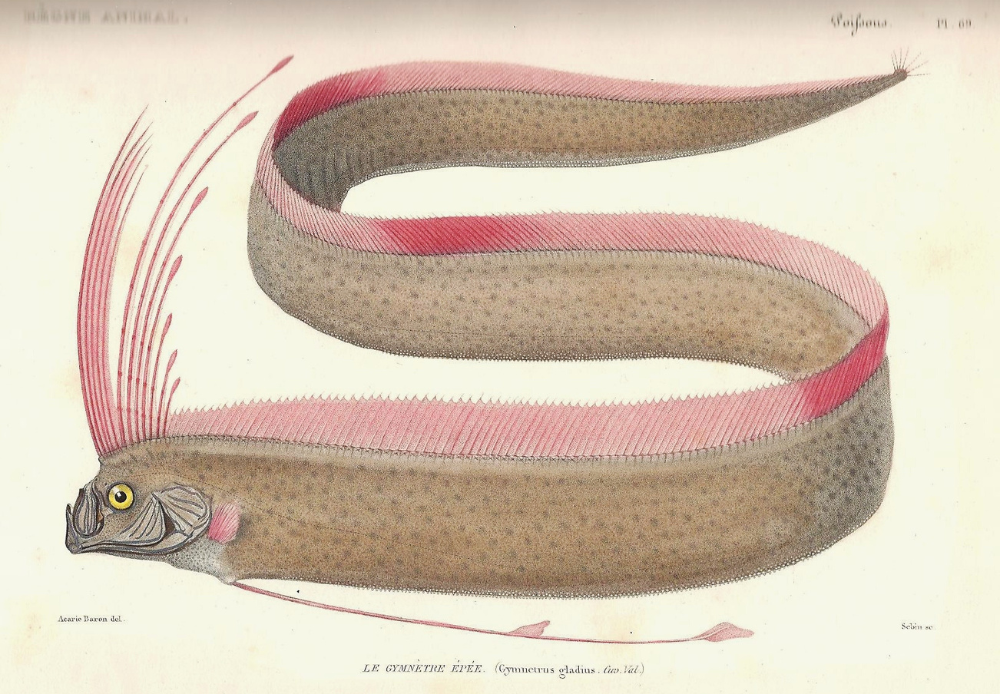 RÈGNE ANIMAL.
Poissons. Pl. 69.
Acarie Baron del.
Sebin sc.
LE GYMNÈTRE ÉPÉE. (Gymnetrus gladius. Cuv. Val.)